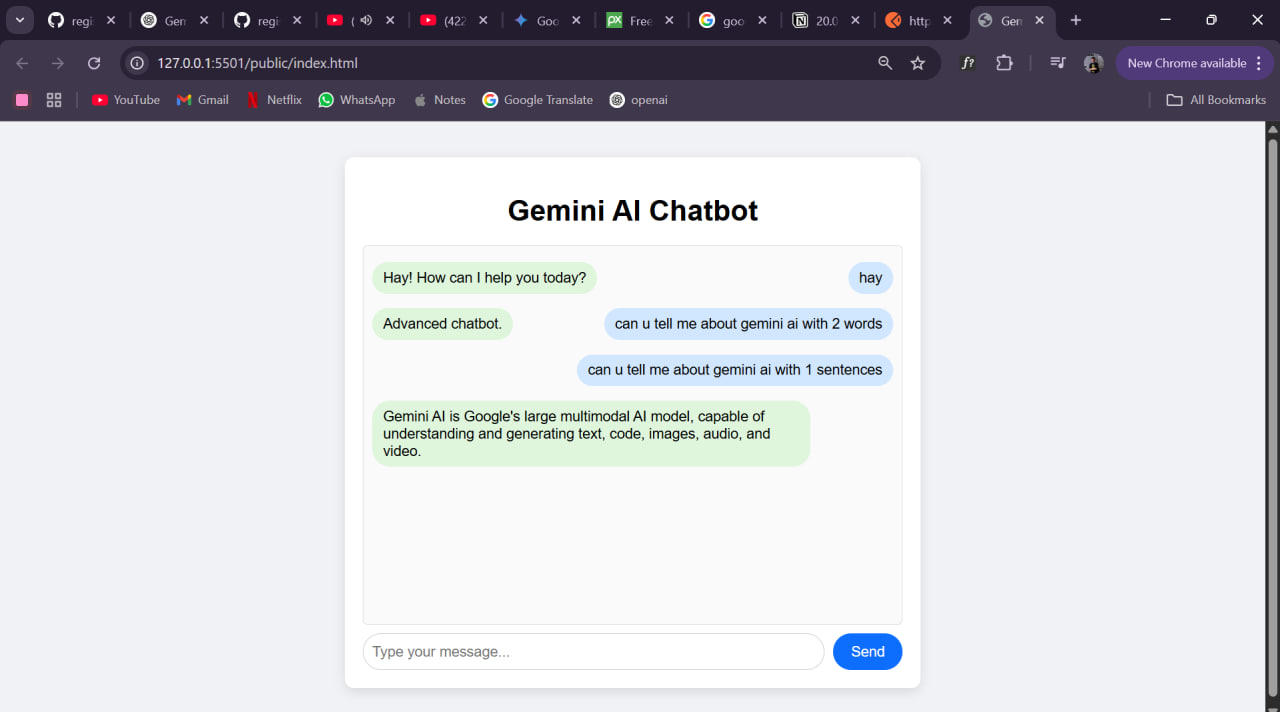 regi
Gem
regi
(
(422
Goo
Free
goo
20.0
http
Gen
127.0.0.1:5501/public/index.html
New Chrome available
YouTube
Gmail
Netflix
WhatsApp
Notes
Google Translate
openai
All Bookmarks
Gemini AI Chatbot
Hay! How can I help you today?
hay
Advanced chatbot.
can u tell me about gemini ai with 2 words
can u tell me about gemini ai with 1 sentences
Gemini AI is Google's large multimodal AI model, capable of
understanding and generating text, code, images, audio, and
video.
Type your message...
Send